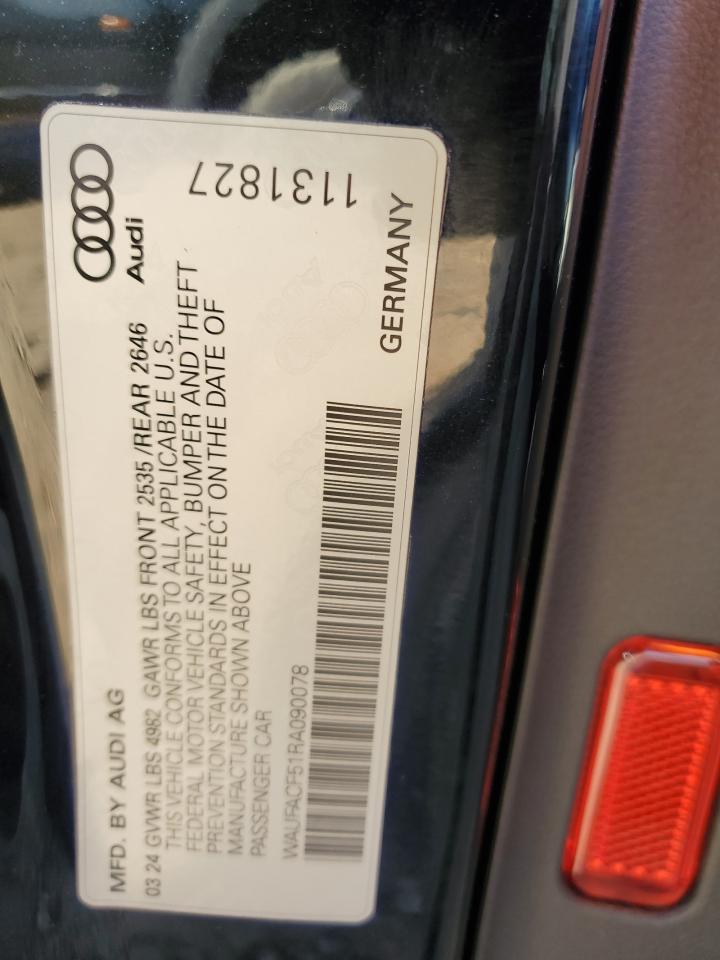 MFD. BY AUDI AG
Audi
03 24 GVWR LBS 4982 GAWR LBS FRONT 2535 /REAR 2646
THIS VEHICLE CONFORMS TO ALL APPLICABLE U.S.
FEDERAL MOTOR VEHICLE SAFETY, BUMPER AND THEFT
PREVENTION STANDARDS IN EFFECT ON THE DATE OF
MANUFACTURE SHOWN ABOVE
PASSENGER CAR
1131827
WAUFACF51RA090078
GERMANY